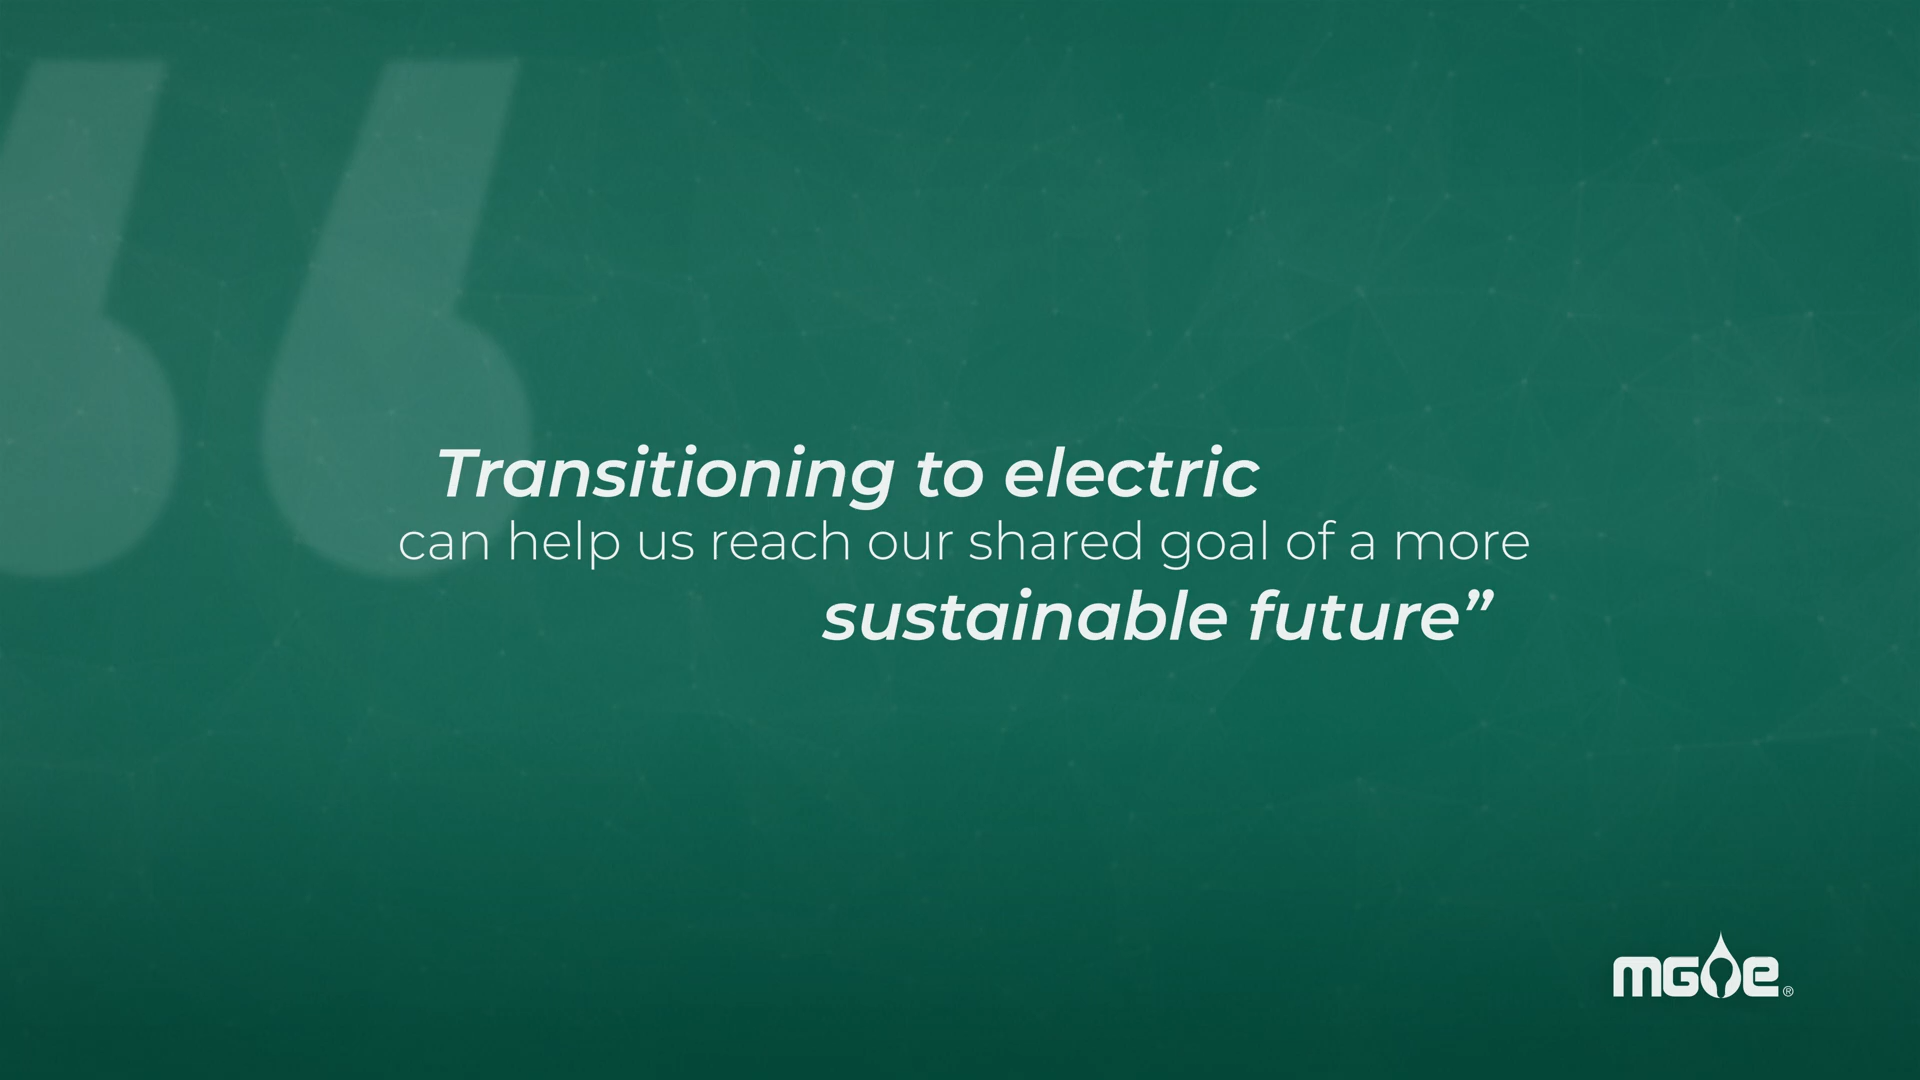 “
Transitioning to electric
can help us reach our shared goal of a more
sustainable future”
mge®